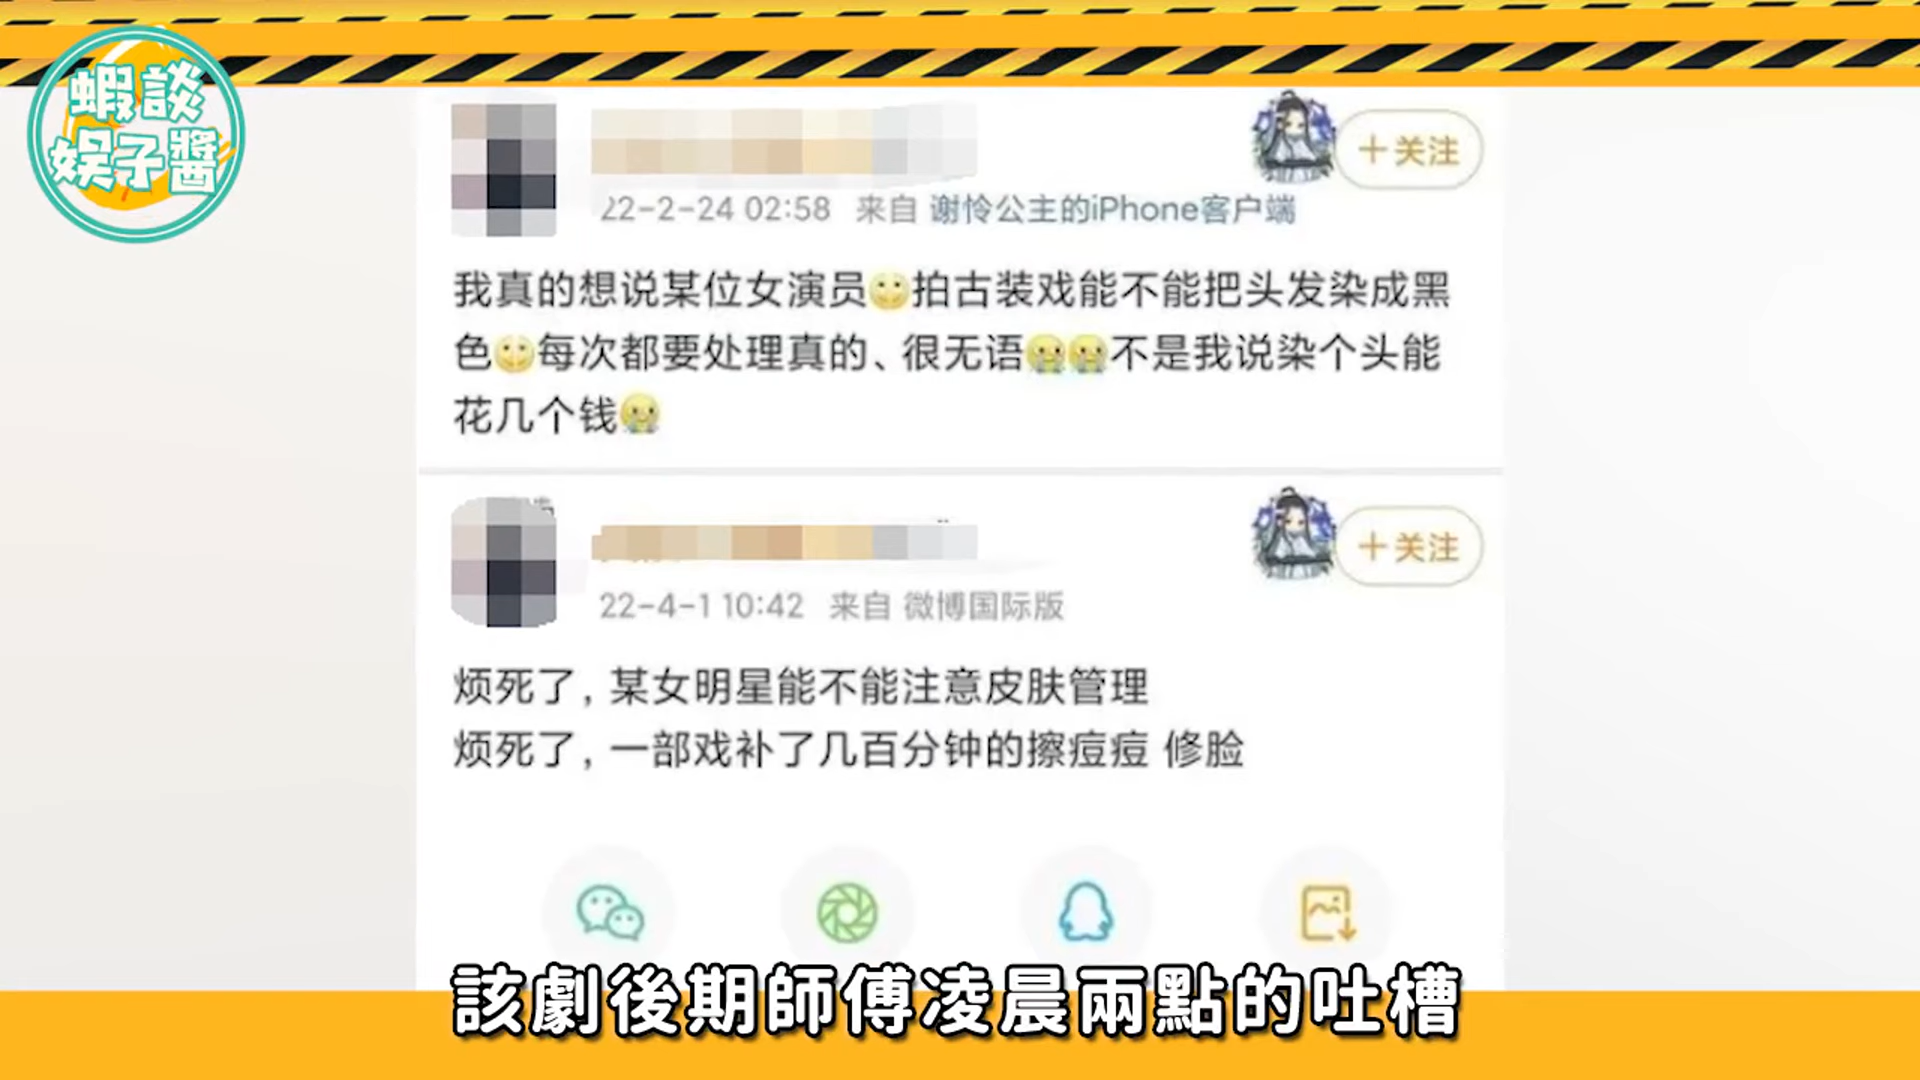 蝦談
娛子醬
22-2-24 02:58 来自 谢怜公主的iPhone客户端
+关注
我真的想说某位女演员拍古装戏能不能把头发染成黑
色每次都要处理真的、很无语不是我说染个头能
花几个钱
22-4-1 10:42 来自 微博国际版
+关注
烦死了，某女明星能不能注意皮肤管理
烦死了，一部戏补了几百分钟的擦痘痘 修脸
該劇後期師傅凌晨兩點的吐槽